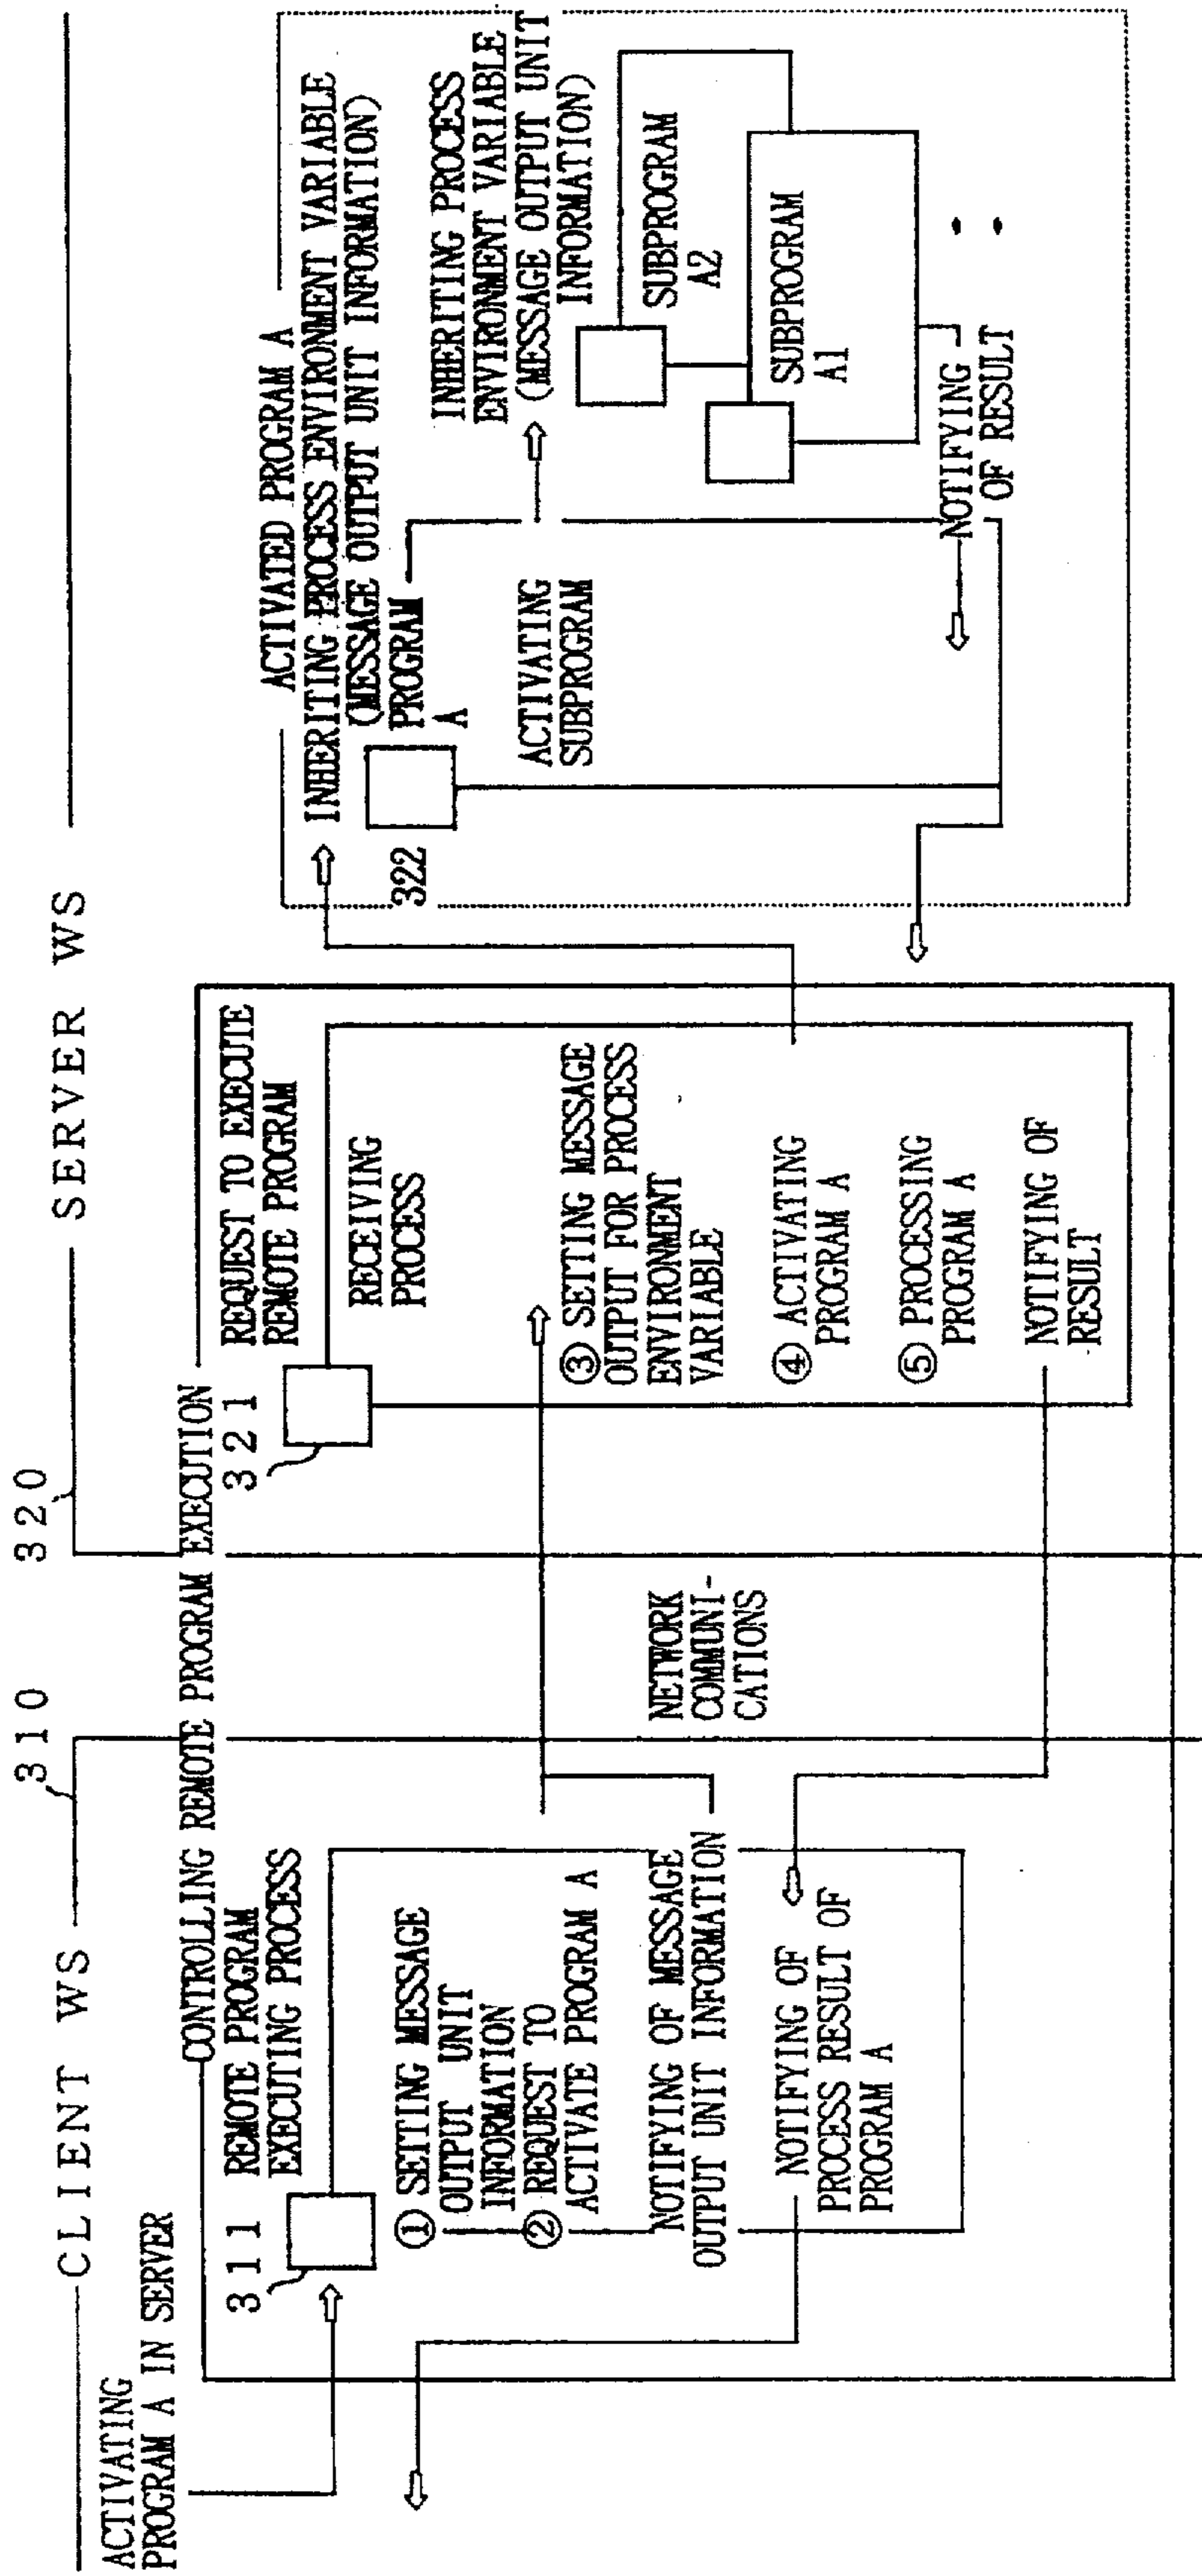 310
320
CLIENT WS
SERVER WS
ACTIVATING
PROGRAM A IN SERVER
CONTROLLING REMOTE PROGRAM EXECUTION
311
REMOTE PROGRAM
EXECUTING PROCESS
① SETTING MESSAGE
OUTPUT UNIT
INFORMATION
② REQUEST TO
ACTIVATE PROGRAM A
NOTIFYING OF MESSAGE
OUTPUT UNIT INFORMATION
NOTIFYING OF
PROCESS RESULT OF
PROGRAM A
NETWORK
COMMUNI-
CATIONS
321
REQUEST TO EXECUTE
REMOTE PROGRAM
RECEIVING
PROCESS
③ SETTING MESSAGE
OUTPUT FOR PROCESS
ENVIRONMENT
VARIABLE
④ ACTIVATING
PROGRAM A
⑤ PROCESSING
PROGRAM A
NOTIFYING OF
RESULT
ACTIVATED PROGRAM A
INHERITING PROCESS ENVIRONMENT VARIABLE
(MESSAGE OUTPUT UNIT INFORMATION)
322
PROGRAM
A
ACTIVATING
SUBPROGRAM
INHERITING PROCESS
ENVIRONMENT VARIABLE
(MESSAGE OUTPUT UNIT
INFORMATION)
SUBPROGRAM
A2
SUBPROGRAM
A1
NOTIFYING
OF RESULT